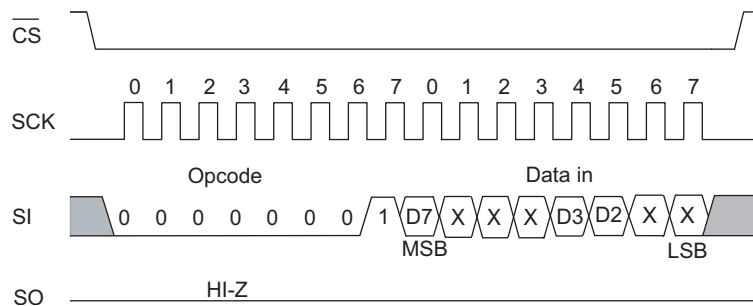 CS
0 1 2 3 4 5 6 7 0 1 2 3 4 5 6 7
SCK
Opcode Data in
SI 0 0 0 0 0 0 0 1 D7 X X X D3 D2 X X
MSB LSB
HI-Z
SO